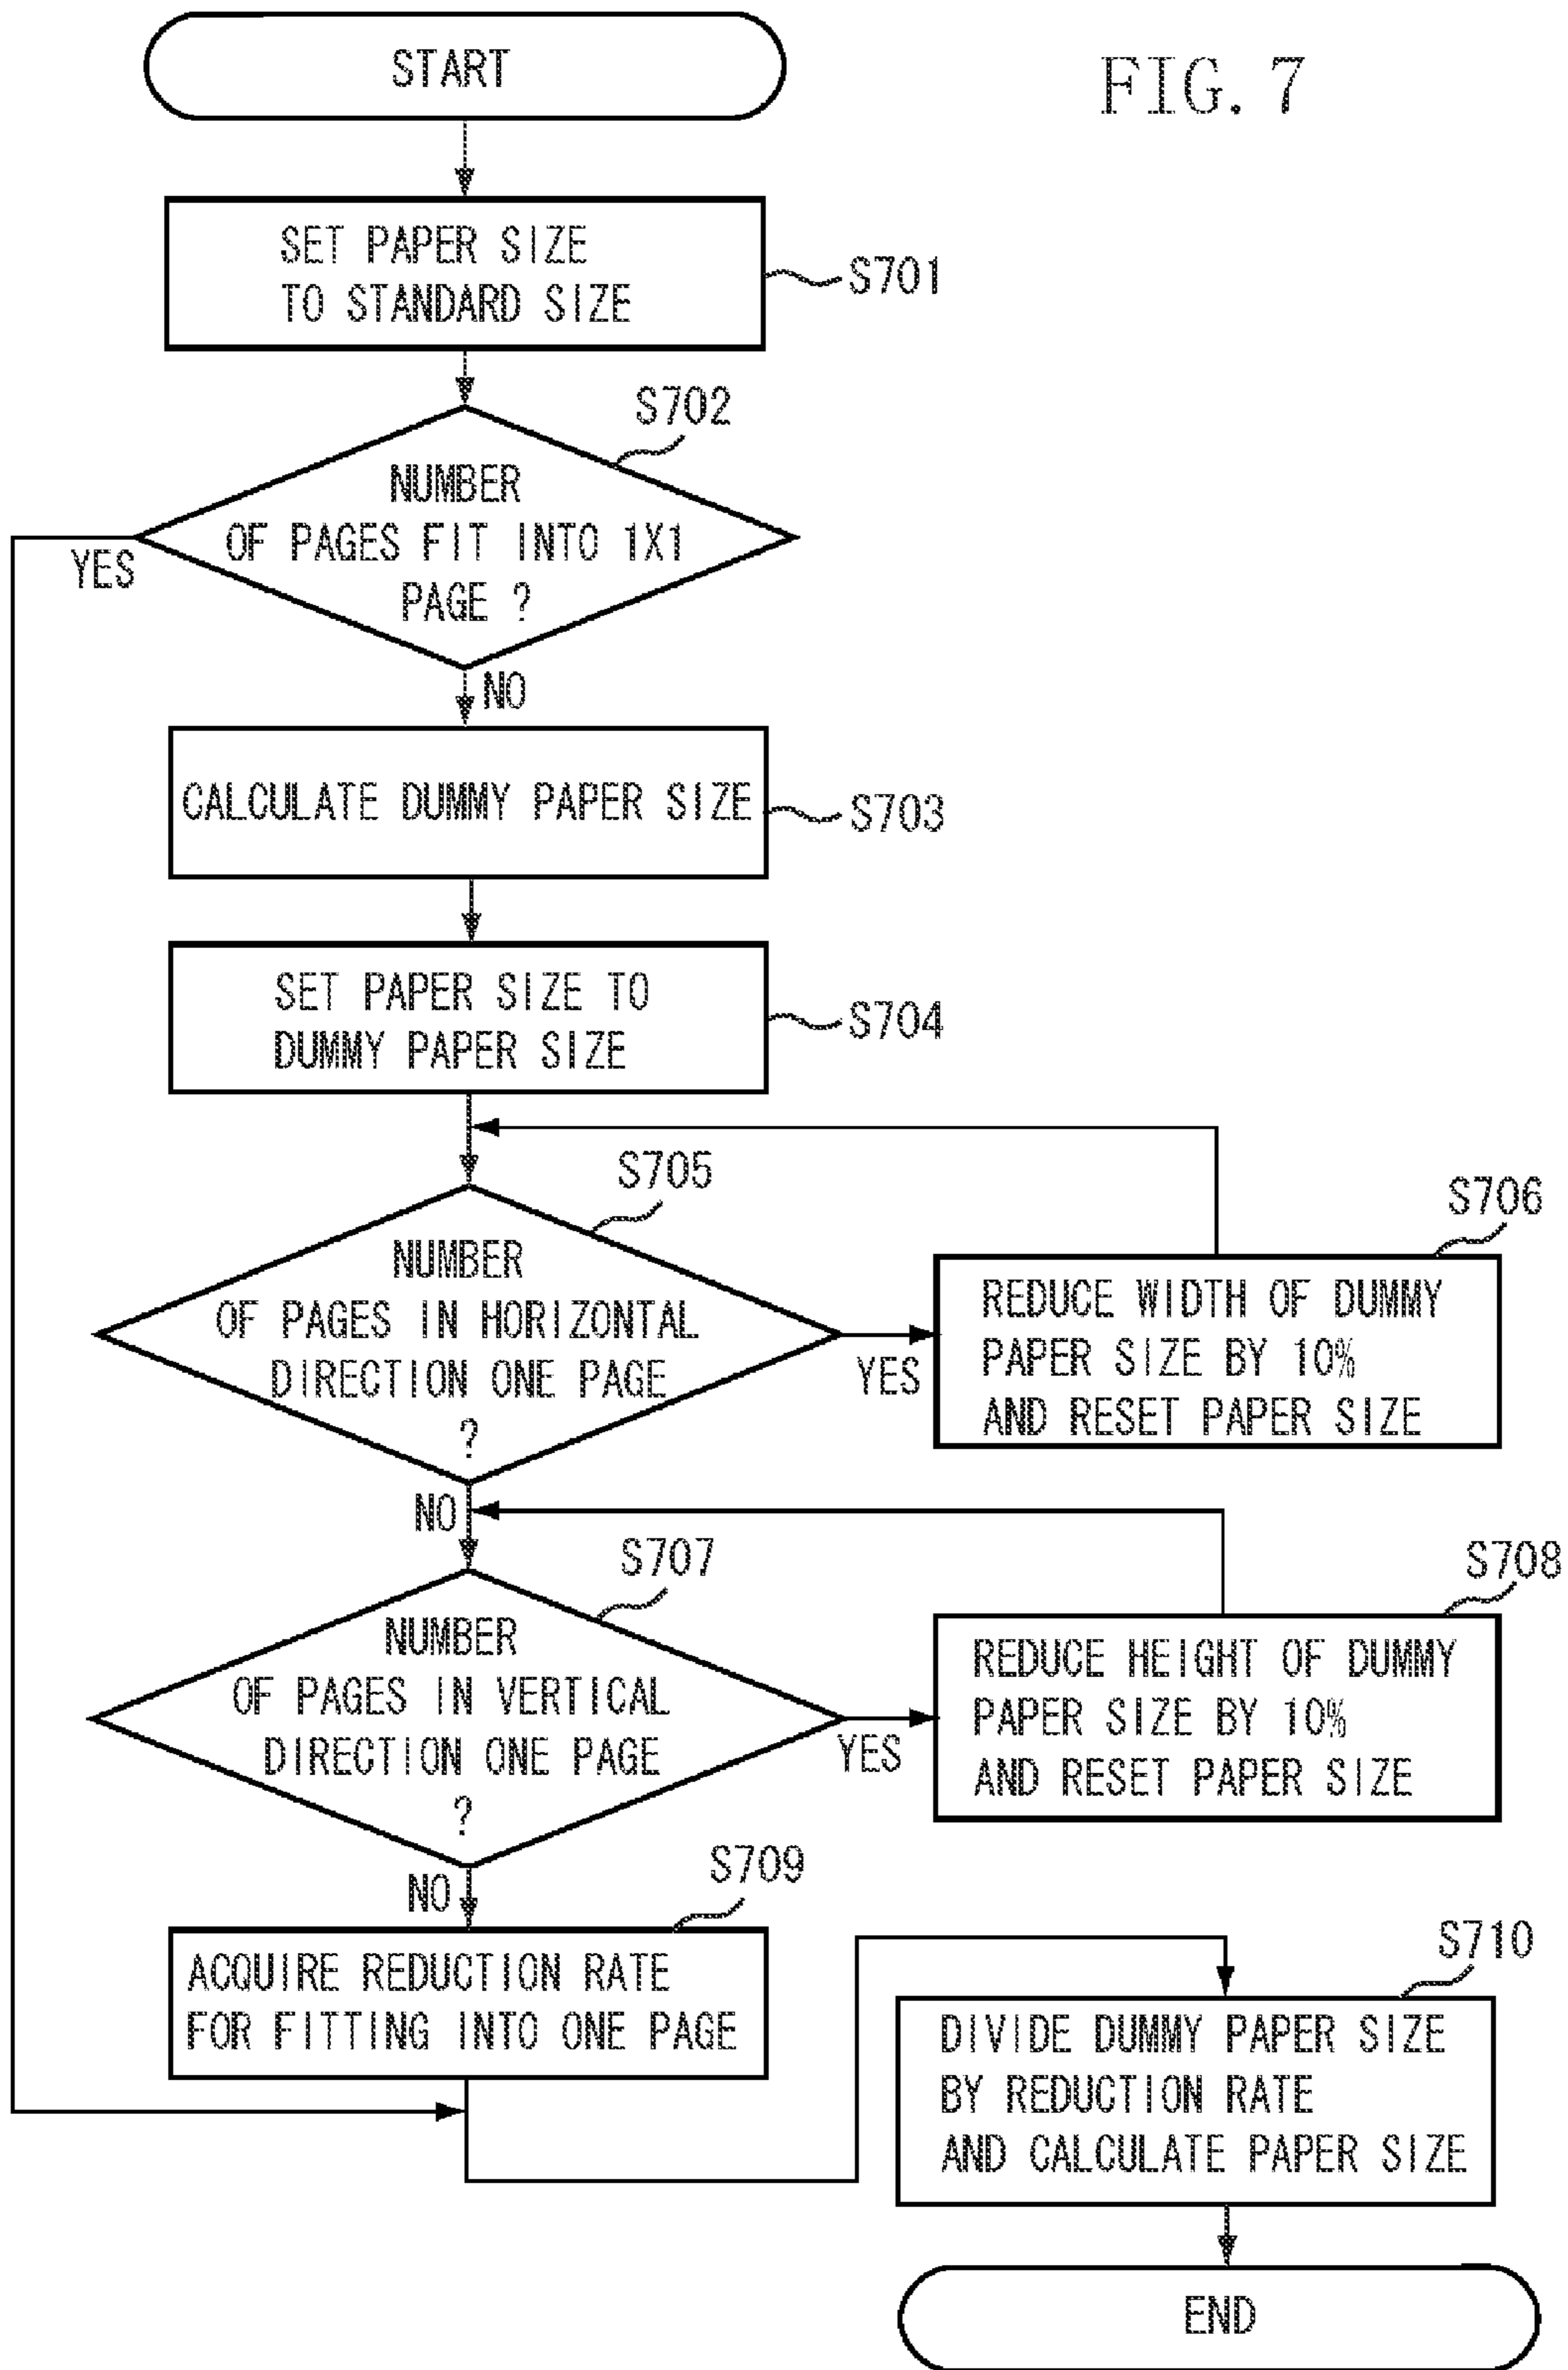 START
FIG. 7
SET PAPER SIZE
TO STANDARD SIZE
S701
S702
NUMBER
OF PAGES FIT INTO 1X1
PAGE ?
YES
NO
CALCULATE DUMMY PAPER SIZE
S703
SET PAPER SIZE TO
DUMMY PAPER SIZE
S704
S705
NUMBER
OF PAGES IN HORIZONTAL
DIRECTION ONE PAGE
?
YES
NO
S706
REDUCE WIDTH OF DUMMY
PAPER SIZE BY 10%
AND RESET PAPER SIZE
S707
NUMBER
OF PAGES IN VERTICAL
DIRECTION ONE PAGE
?
YES
NO
S708
REDUCE HEIGHT OF DUMMY
PAPER SIZE BY 10%
AND RESET PAPER SIZE
S709
ACQUIRE REDUCTION RATE
FOR FITTING INTO ONE PAGE
S710
DIVIDE DUMMY PAPER SIZE
BY REDUCTION RATE
AND CALCULATE PAPER SIZE
END